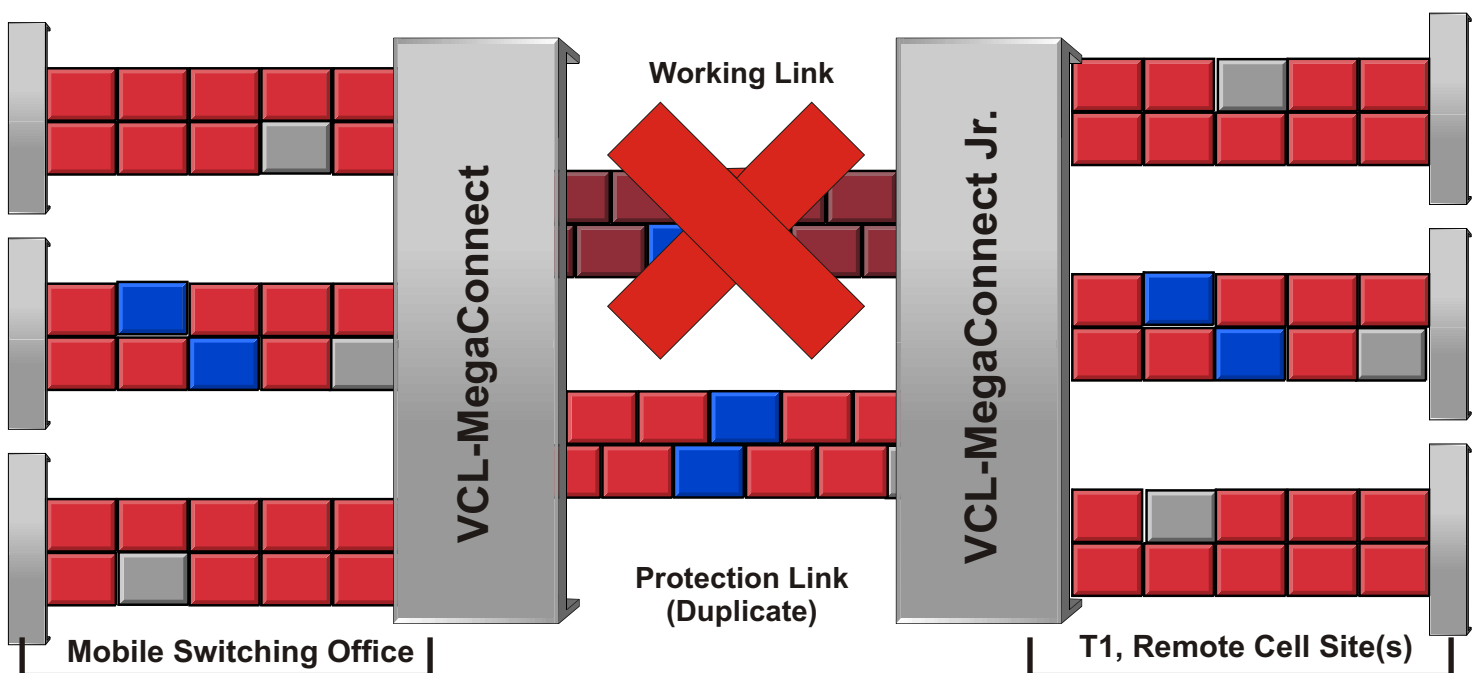 Working Link
VCL-MegaConnect
VCL-MegaConnect Jr.
Protection Link
(Duplicate)
Mobile Switching Office
T1, Remote Cell Site(s)